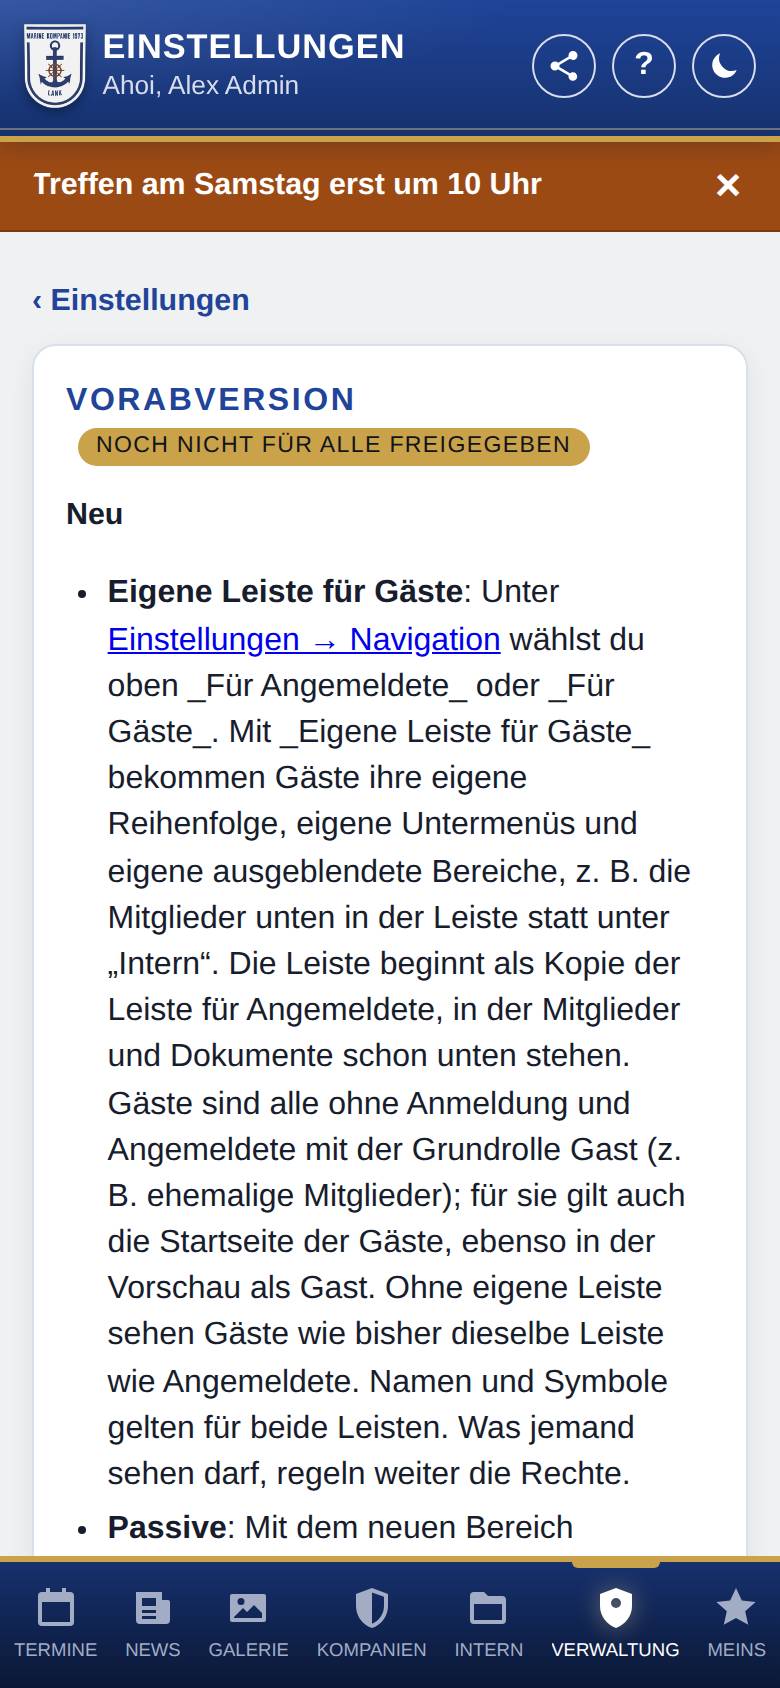 MARINE KOMPANIE 1973
LANK
EINSTELLUNGEN
Ahoi, Alex Admin
?
Treffen am Samstag erst um 10 Uhr
×
‹ Einstellungen
VORABVERSION
NOCH NICHT FÜR ALLE FREIGEGEBEN
Neu
• Eigene Leiste für Gäste: Unter
Einstellungen → Navigation wählst du
oben _Für Angemeldete_ oder _Für
Gäste_. Mit _Eigene Leiste für Gäste_
bekommen Gäste ihre eigene
Reihenfolge, eigene Untermenüs und
eigene ausgeblendete Bereiche, z. B. die
Mitglieder unten in der Leiste statt unter
„Intern“. Die Leiste beginnt als Kopie der
Leiste für Angemeldete, in der Mitglieder
und Dokumente schon unten stehen.
Gäste sind alle ohne Anmeldung und
Angemeldete mit der Grundrolle Gast (z.
B. ehemalige Mitglieder); für sie gilt auch
die Startseite der Gäste, ebenso in der
Vorschau als Gast. Ohne eigene Leiste
sehen Gäste wie bisher dieselbe Leiste
wie Angemeldete. Namen und Symbole
gelten für beide Leisten. Was jemand
sehen darf, regeln weiter die Rechte.
• Passive: Mit dem neuen Bereich
TERMINE NEWS GALERIE KOMPANIEN INTERN VERWALTUNG MEINS